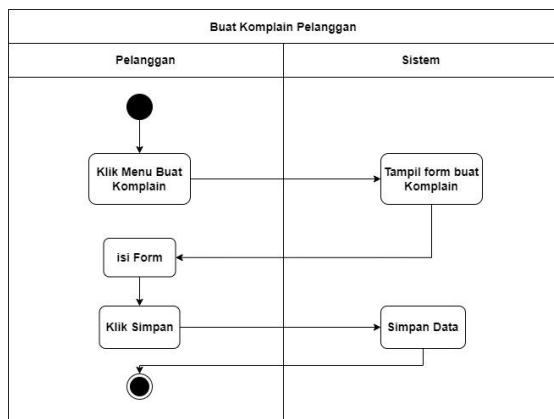 Buat Komplain Pelanggan
Pelanggan
Sistem
Klik Menu Buat
Komplain
Tampil form buat
Komplain
isi Form
Klik Simpan
Simpan Data